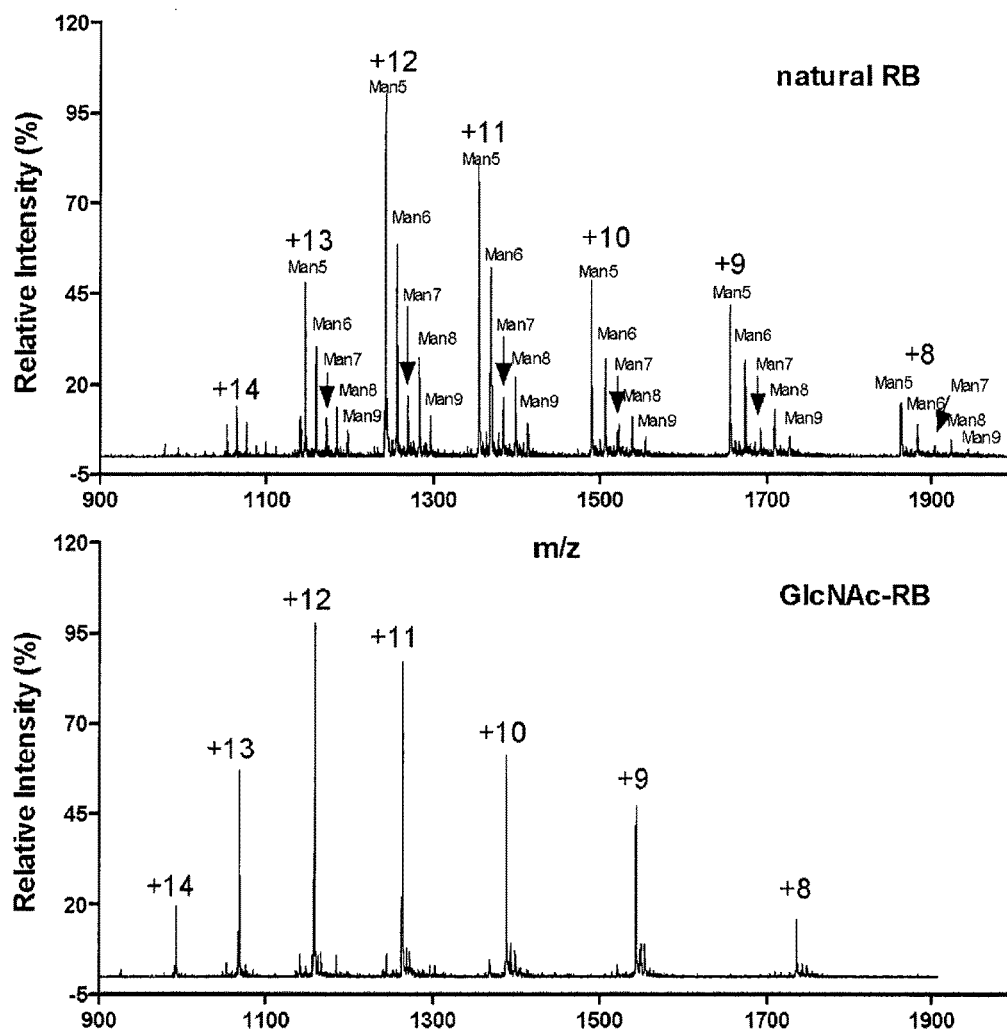 120
95
70
45
20
-5
Relative Intensity (%)
natural RB
+12
Man5
Man6
Man7
Man8
Man9
+11
Man5
Man6
Man7
Man8
Man9
+13
Man5
Man6
Man7
Man8
Man9
+10
Man5
Man6
Man7
Man8
Man9
+9
Man5
Man6
Man7
Man8
Man9
+14
+8
Man5
Man6
Man7
Man8
Man9
900 1100 1300 1500 1700 1900
m/z
120
95
70
45
20
-5
Relative Intensity (%)
GlcNAc-RB
+12
+11
+10
+13
+9
+14
+8
900 1100 1300 1500 1700 1900